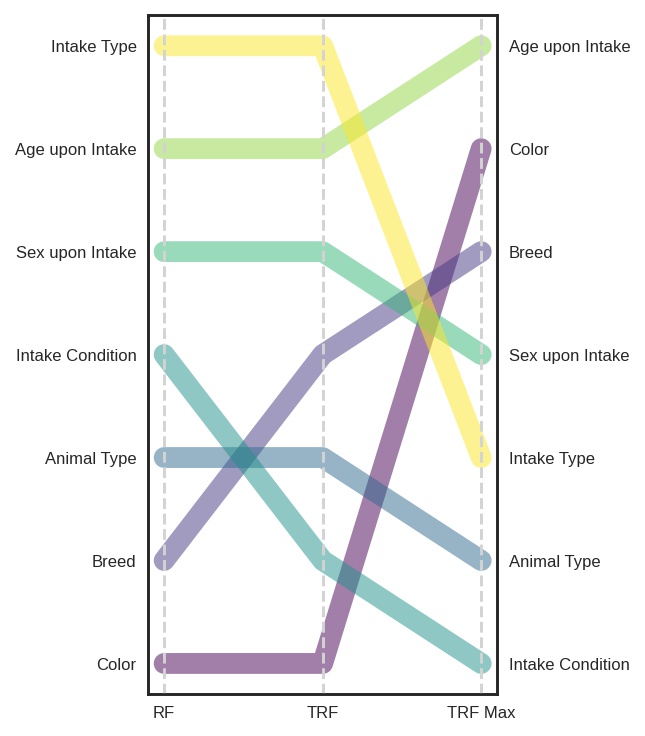 Intake Type
Age upon Intake
Age upon Intake
Color
Sex upon Intake
Breed
Intake Condition
Sex upon Intake
Animal Type
Intake Type
Breed
Animal Type
Color
Intake Condition
RF
TRF
TRF Max